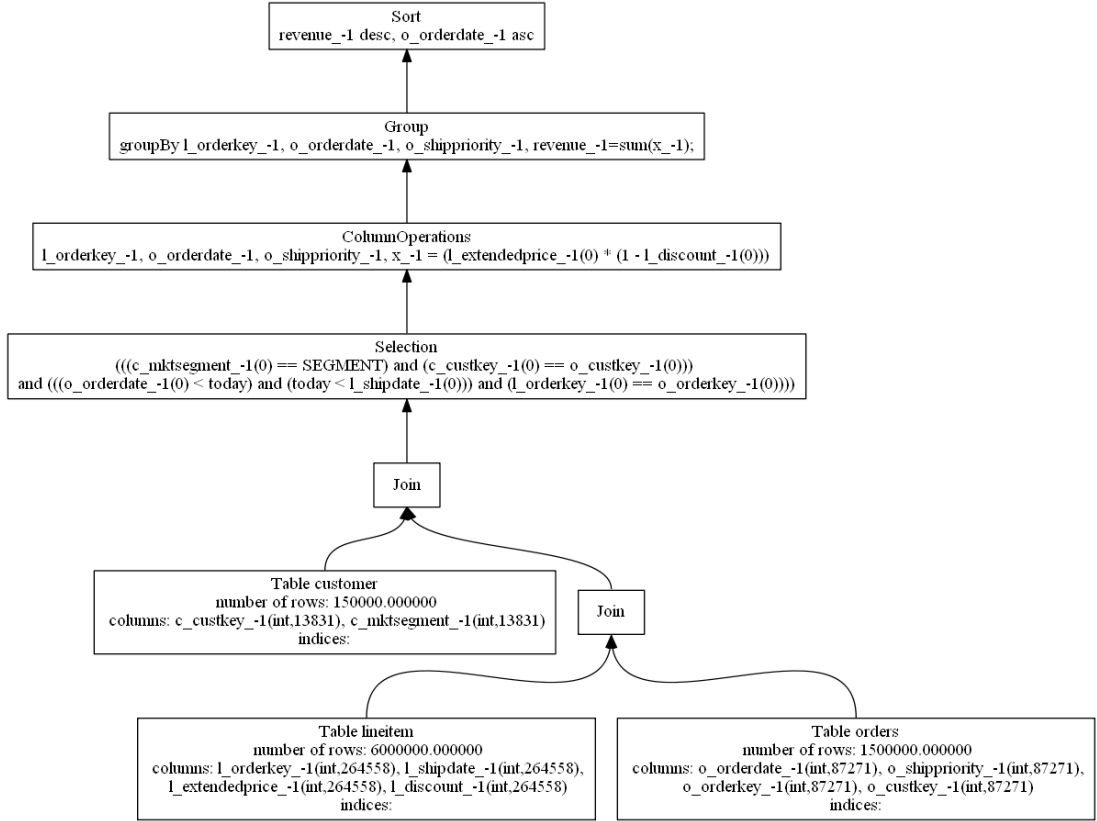 Sort
revenue_-1 desc, o_orderdate_-1 asc
Group
groupBy l_orderkey_-1, o_orderdate_-1, o_shippriority_-1, revenue_-1=sum(x_-1);
ColumnOperations
l_orderkey_-1, o_orderdate_-1, o_shippriority_-1, x_-1 = (l_extendedprice_-1(0) * (1 - l_discount_-1(0)))
Selection
(((c_mktsegment_-1(0) == SEGMENT) and (c_custkey_-1(0) == o_custkey_-1(0)))
and (((o_orderdate_-1(0) < today) and (today < l_shipdate_-1(0))) and (l_orderkey_-1(0) == o_orderkey_-1(0))))
Join
Table customer
number of rows: 150000.000000
columns: c_custkey_-1(int,13831), c_mktsegment_-1(int,13831)
indices:
Join
Table lineitem
number of rows: 6000000.000000
columns: l_orderkey_-1(int,264558), l_shipdate_-1(int,264558),
l_extendedprice_-1(int,264558), l_discount_-1(int,264558)
indices:
Table orders
number of rows: 1500000.000000
columns: o_orderdate_-1(int,87271), o_shippriority_-1(int,87271),
o_orderkey_-1(int,87271), o_custkey_-1(int,87271)
indices: